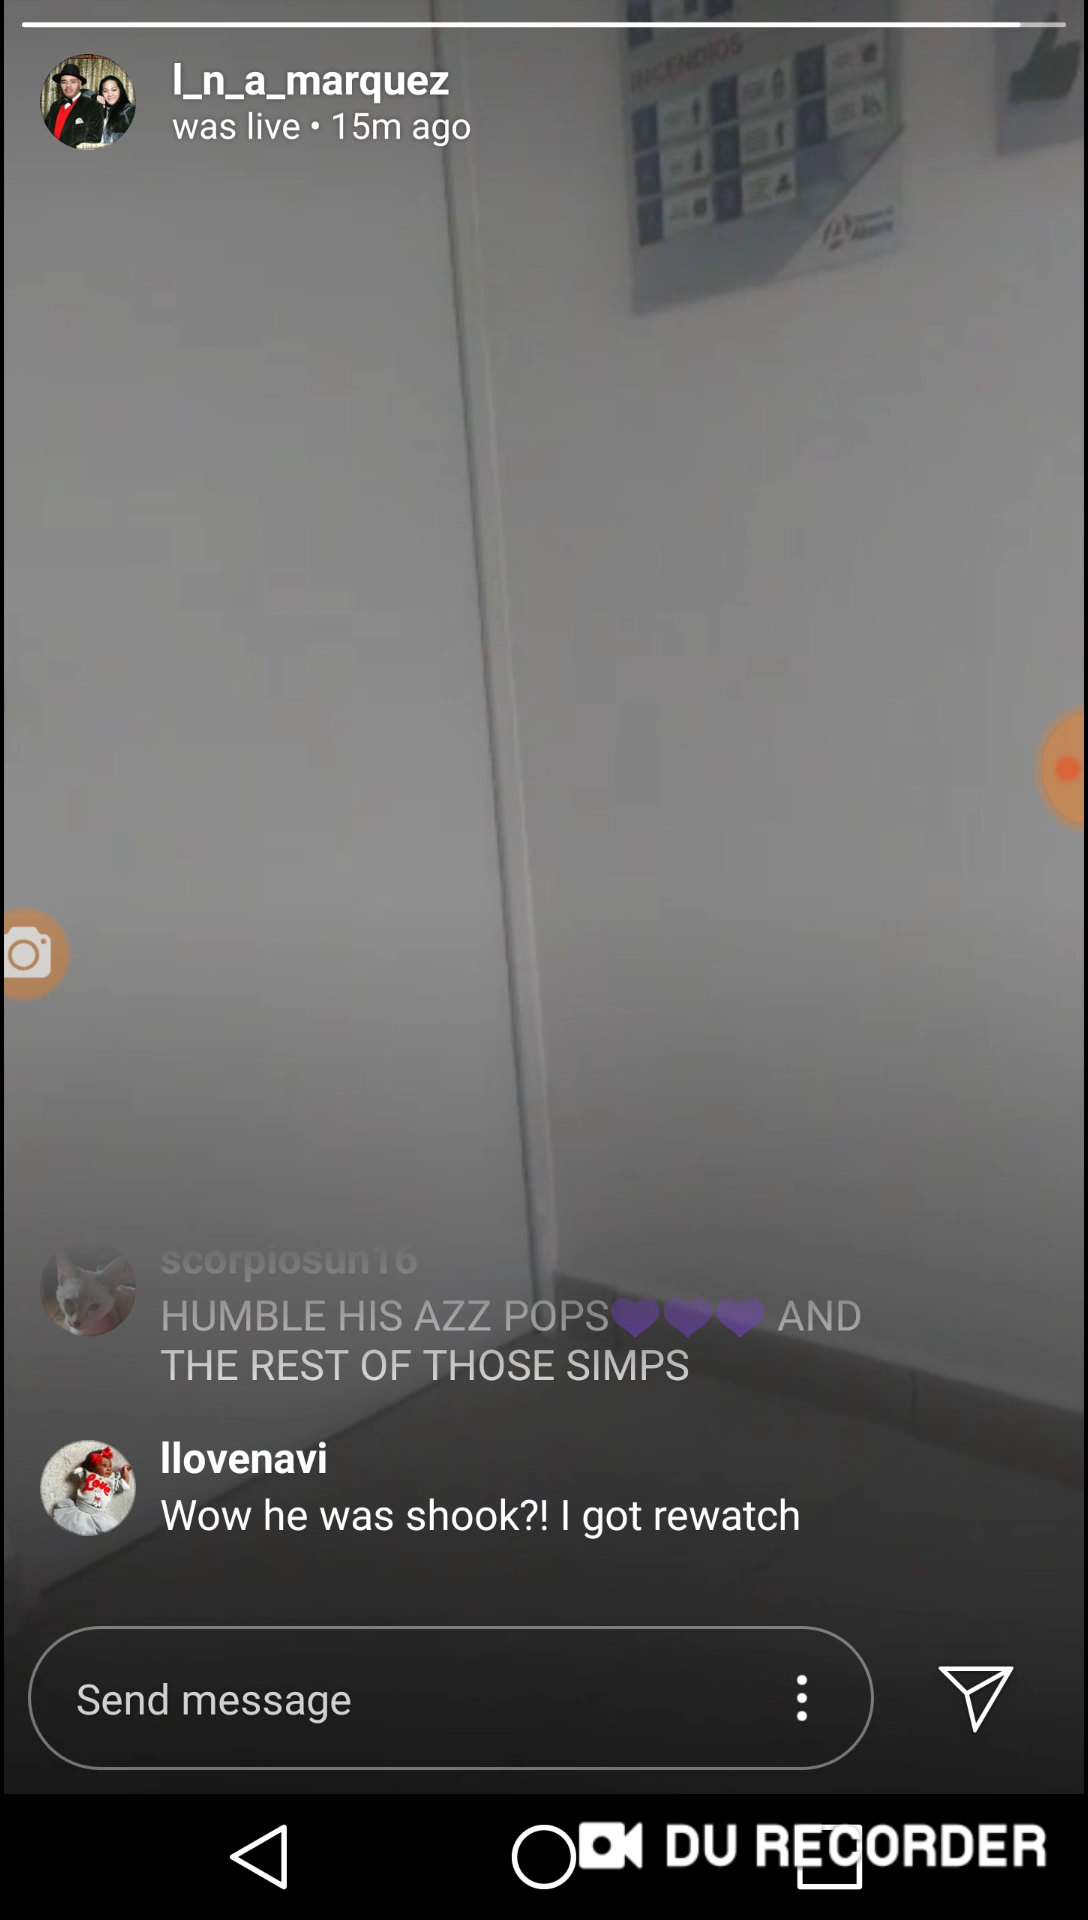 l_n_a_marquez
was live • 15m ago
INCENDIOS
scorpiosun16
HUMBLE HIS AZZ POPS💜💜💜 AND
THE REST OF THOSE SIMPS
llovenavi
Wow he was shook?! I got rewatch
Send message
DU RECORDER